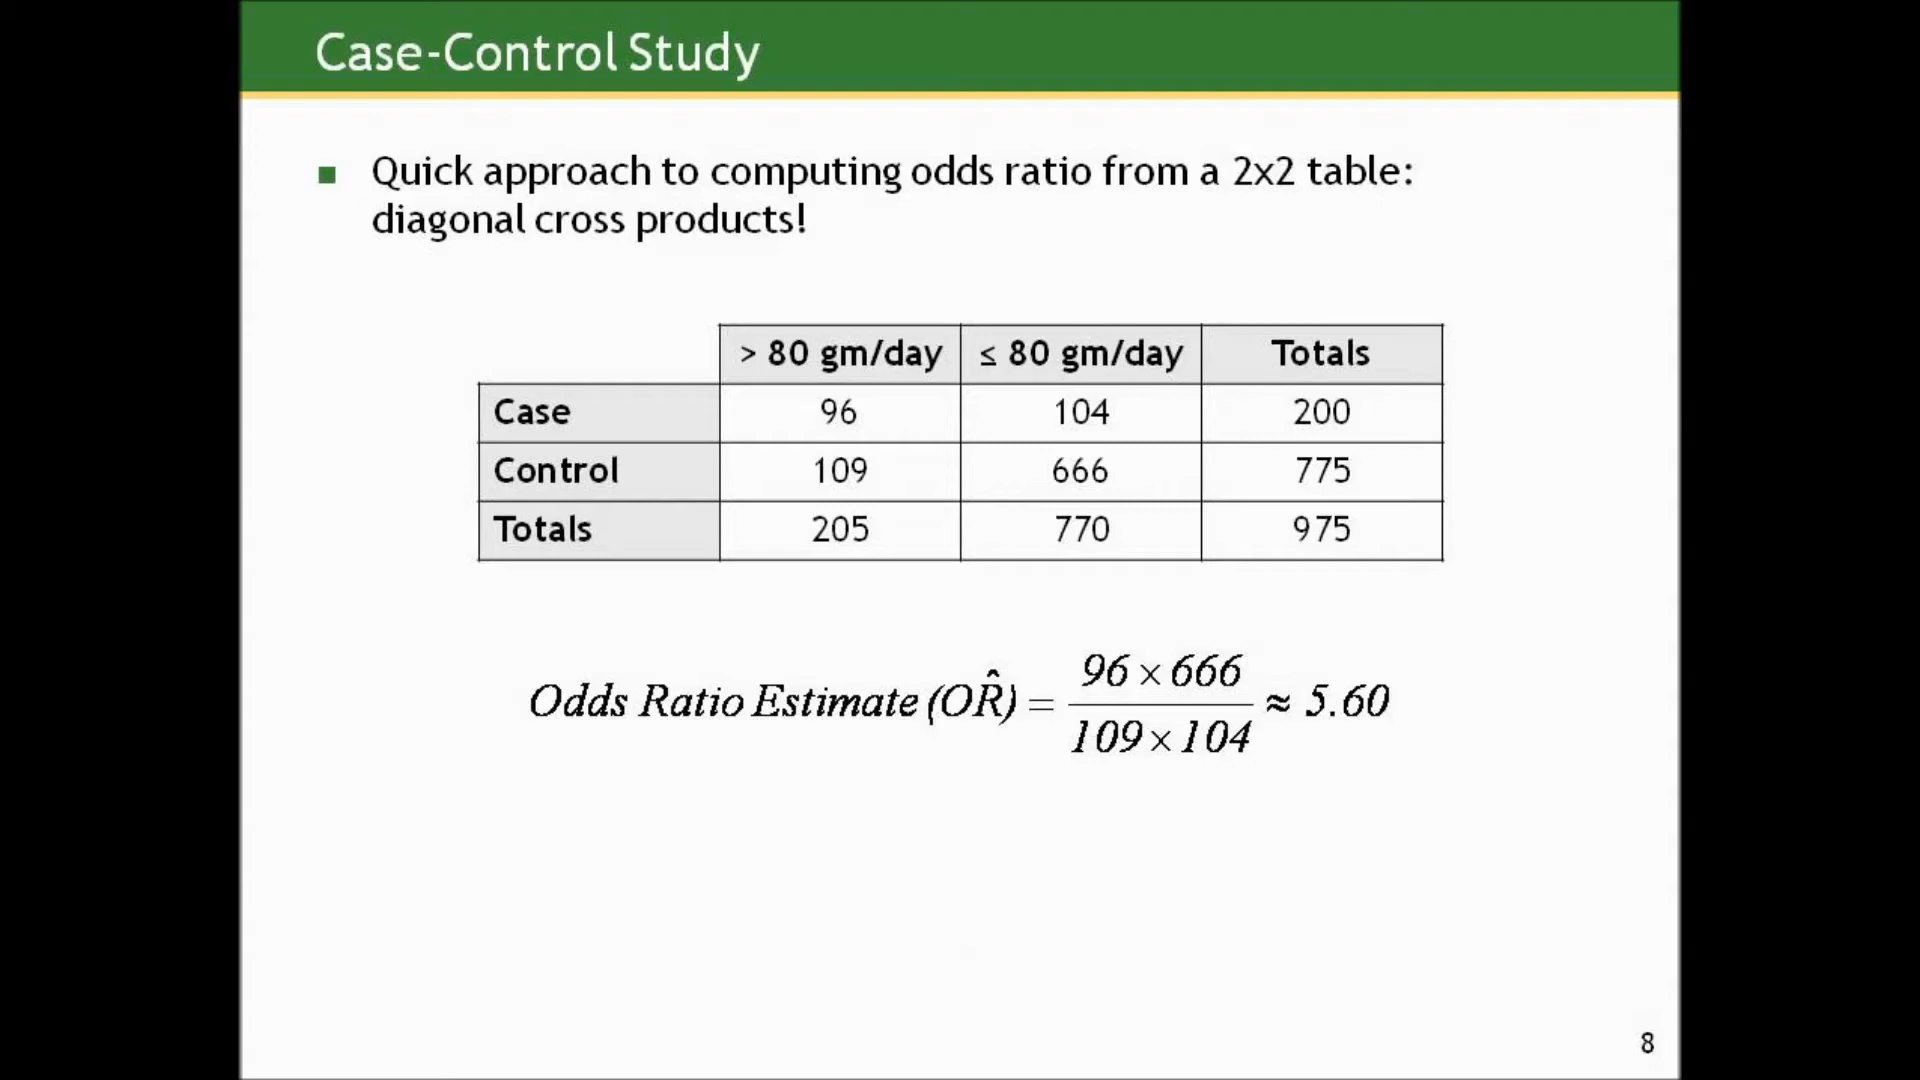 Case-Control Study
Quick approach to computing odds ratio from a 2x2 table:
diagonal cross products!
> 80 gm/day ≤ 80 gm/day Totals
Case 96 104 200
Control 109 666 775
Totals 205 770 975
Odds Ratio Estimate (OR̂) = 96 × 666 / 109 × 104 ≈ 5.60
8